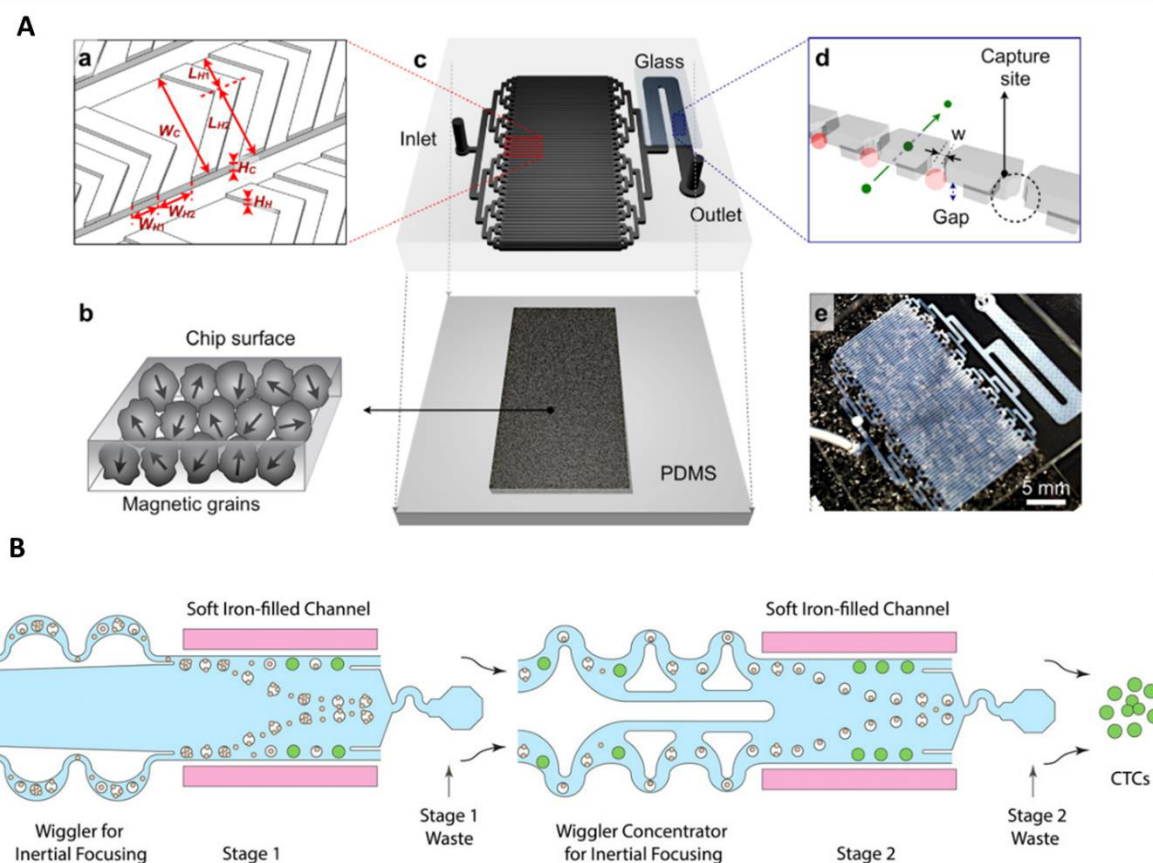 A
a
L_H1
L_H2
W_C
H_C
H_H
W_H1
W_H2
c
Inlet
Glass
Outlet
d
Capture
site
w
Gap
b
Chip surface
Magnetic grains
PDMS
e
5 mm
B
Soft Iron-filled Channel
Soft Iron-filled Channel
Wiggler for
Inertial Focusing
Stage 1
Stage 1
Waste
Wiggler Concentrator
for Inertial Focusing
Stage 2
Stage 2
Waste
CTCs